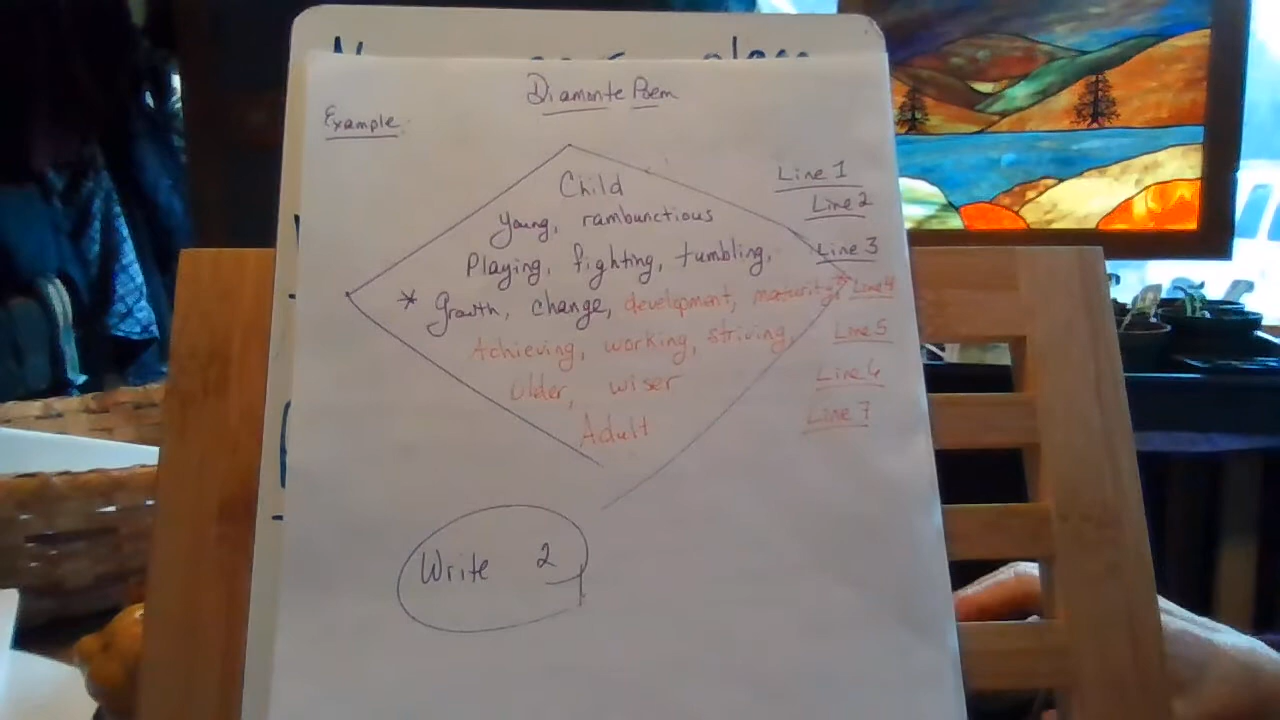 Diamonte Poem
Example
Child
Line 1
Young, rambunctious
Line 2
Playing, fighting, tumbling,
Line 3
* Growth, change, development, maturity*
Line 4
Achieving, working, striving,
Line 5
Older, wiser
Line 6
Adult
Line 7
Write 2